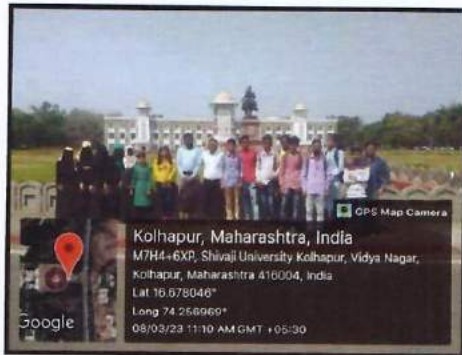 GPS Map Camera
Kolhapur, Maharashtra, India
M7H4+6XP, Shivaji University Kolhapur, Vidya Nagar,
Kolhapur, Maharashtra 416004, India
Lat 16.678046°
Long 74.256969°
08/03/23 11:10 AM GMT +05:30
Google